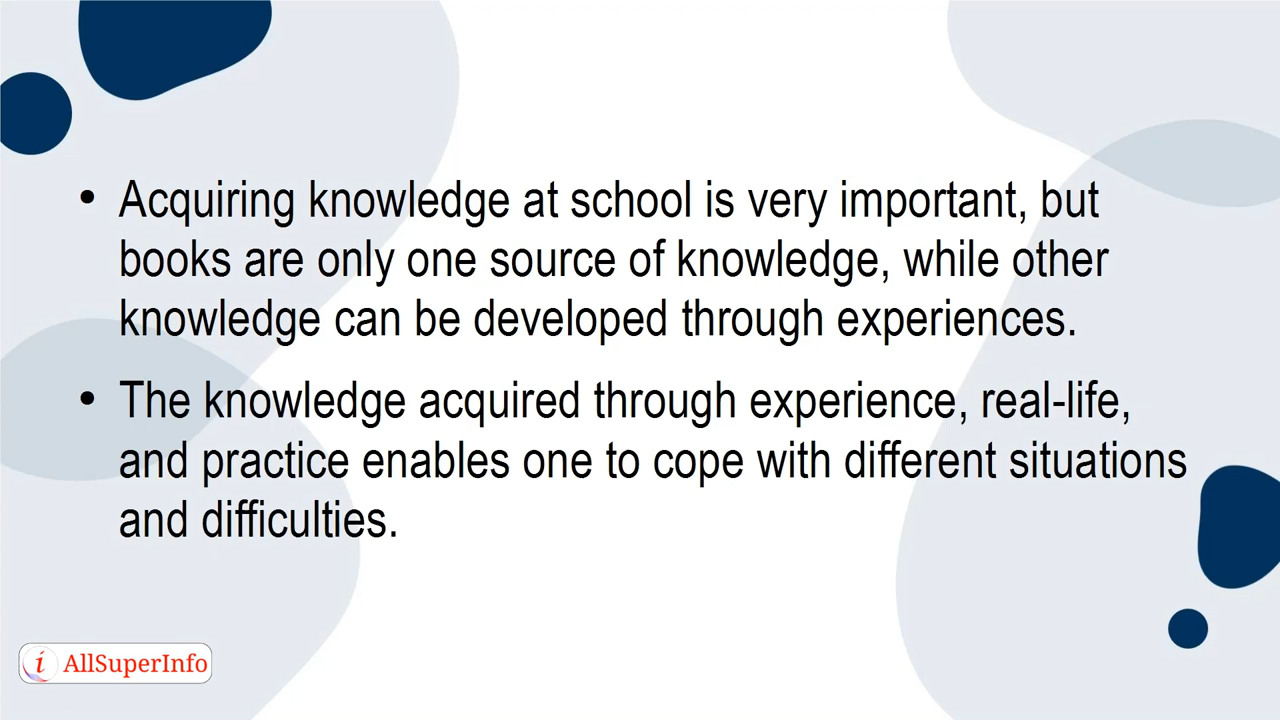 • Acquiring knowledge at school is very important, but
books are only one source of knowledge, while other
knowledge can be developed through experiences.
• The knowledge acquired through experience, real-life,
and practice enables one to cope with different situations
and difficulties.
i AllSuperInfo